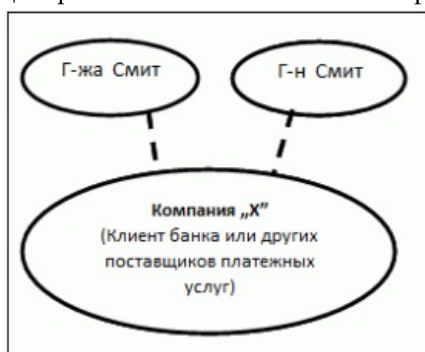 Г-жа Смит
Г-н Смит
Компания „X”
(Клиент банка или других
поставщиков платежных
услуг)